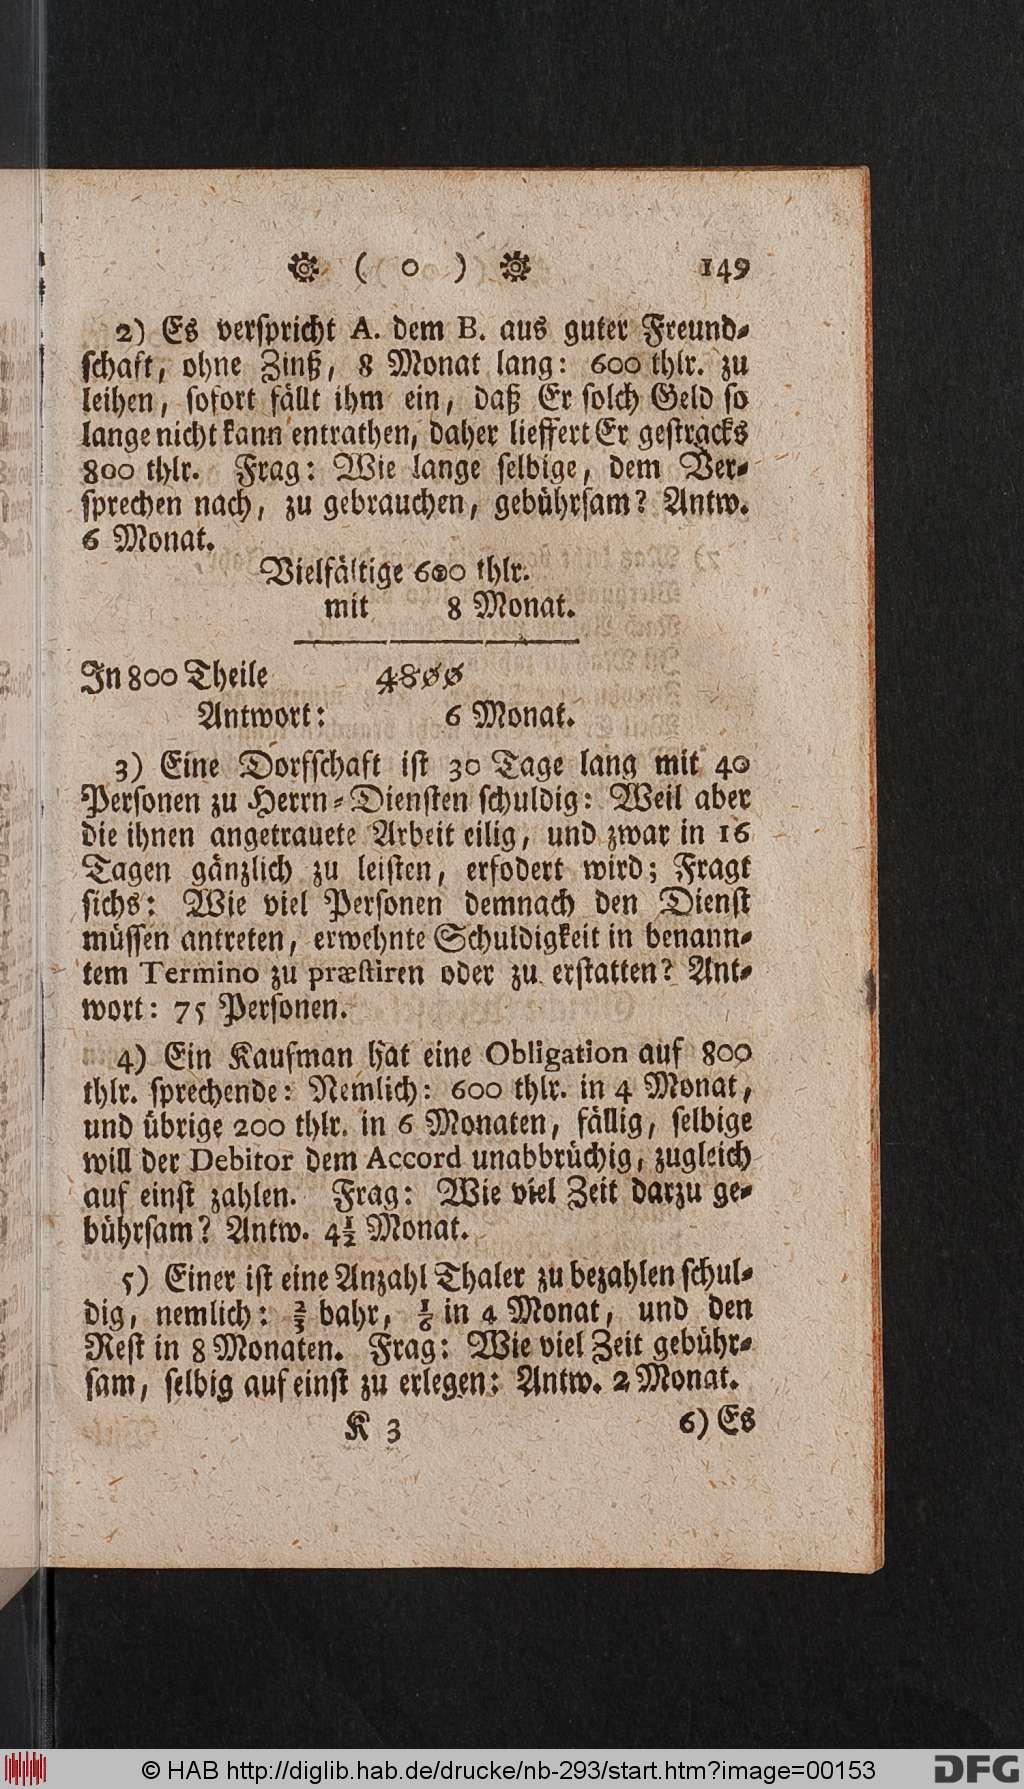 ( o ) 149
2) Es verſpricht A. dem B. aus guter Freund⸗
ſchaft, ohne Zinß, 8 Monat lang: 600 thlr. zu
leihen, ſofort fällt ihm ein, daß Er ſolch Geld ſo
lange nicht kann entrathen, daher lieffert Er geſtracks
800 thlr. Frag: Wie lange ſelbige, dem Ver⸗
ſprechen nach, zu gebrauchen, gebührſam? Antw.
6 Monat.
Vielfältige 600 thlr.
mit 8 Monat.
In 800 Theile 4800
Antwort: 6 Monat.
3) Eine Dorfſchaft iſt 30 Tage lang mit 40
Perſonen zu Herrn⸗Dienſten ſchuldig: Weil aber
die ihnen angetrauete Arbeit eilig, und zwar in 16
Tagen gänzlich zu leiſten, erfodert wird; Fragt
ſichs: Wie viel Perſonen demnach den Dienſt
müſſen antreten, erwehnte Schuldigkeit in benann⸗
tem Termino zu præſtiren oder zu erſtatten? Ant⸗
wort: 75 Perſonen.
4) Ein Kaufman hat eine Obligation auf 800
thlr. ſprechende: Nemlich: 600 thlr. in 4 Monat,
und übrige 200 thlr. in 6 Monaten, fällig, ſelbige
will der Debitor dem Accord unabbrüchig, zugleich
auf einſt zahlen. Frag: Wie viel Zeit darzu ge⸗
bührſam? Antw. 4½ Monat.
5) Einer iſt eine Anzahl Thaler zu bezahlen ſchul⸗
dig, nemlich: ⅔ bahr, ⅙ in 4 Monat, und den
Reſt in 8 Monaten. Frag: Wie viel Zeit gebühr⸗
ſam, ſelbig auf einſt zu erlegen: Antw. 2 Monat.
K 3 6) Es
© HAB http://diglib.hab.de/drucke/nb-293/start.htm?image=00153
DFG